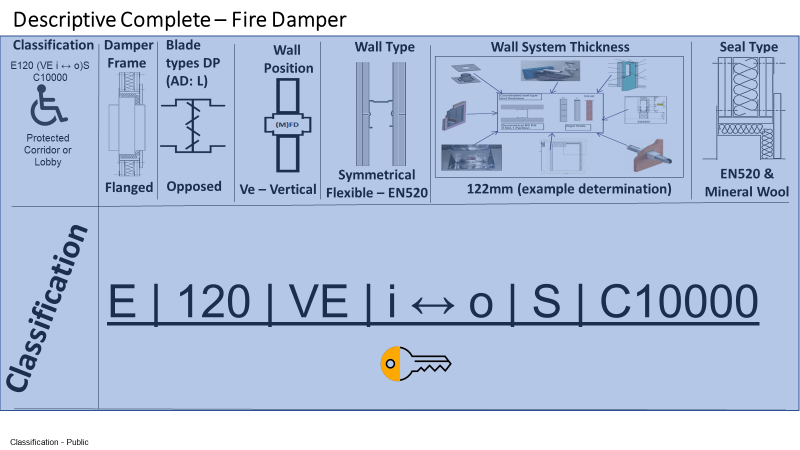 Descriptive Complete – Fire Damper
Classification
E120 (VE i ↔ o)S
C10000
Protected
Corridor or
Lobby
Damper
Frame
Flanged
Blade
types DP
(AD: L)
Opposed
Wall
Position
(M)FD
Ve – Vertical
Wall Type
Symmetrical
Flexible – EN520
Wall System Thickness
122mm (example determination)
Seal Type
EN520 &
Mineral Wool
Classification
E | 120 | VE | i ↔ o | S | C10000
Classification - Public